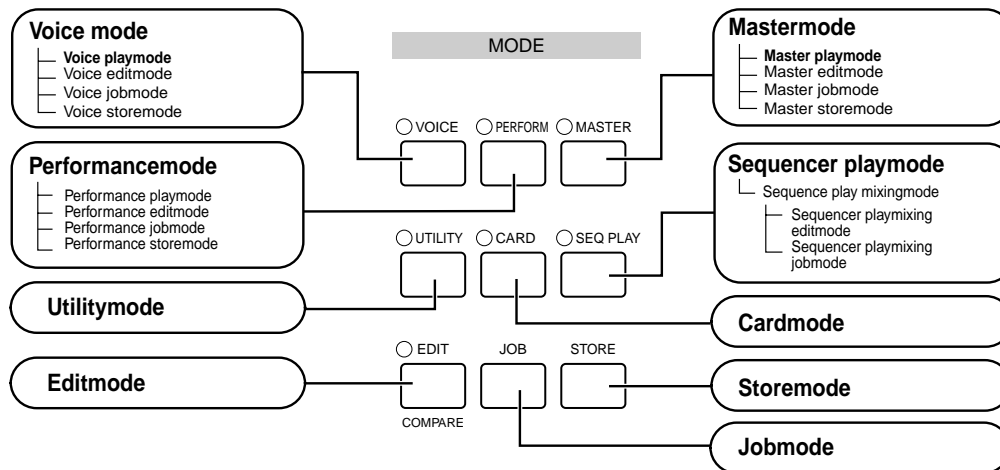 Voice mode
Voice playmode
Voice editmode
Voice jobmode
Voice storemode
Performancemode
Performance playmode
Performance editmode
Performance jobmode
Performance storemode
Utilitymode
Editmode
MODE
VOICE
PERFORM
MASTER
UTILITY
CARD
SEQ PLAY
EDIT
JOB
STORE
COMPARE
Mastermode
Master playmode
Master editmode
Master jobmode
Master storemode
Sequencer playmode
Sequence play mixingmode
Sequencer playmixing
editmode
Sequencer playmixing
jobmode
Cardmode
Storemode
Jobmode